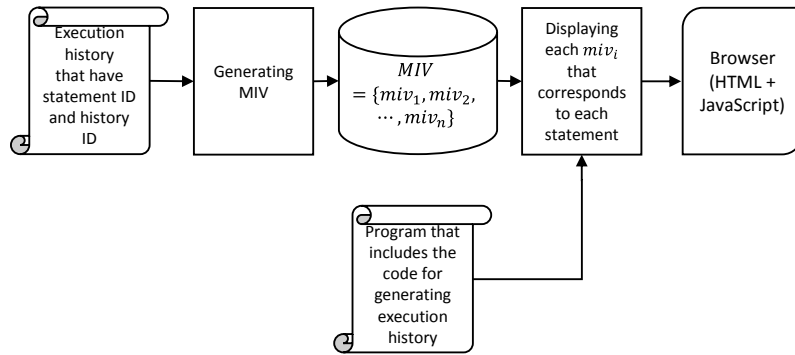 Execution
history
that have
statement ID
and history
ID
Generating
MIV
MIV
= {miv₁, miv₂,
⋯, mivₙ}
Displaying
each mivᵢ
that
corresponds
to each
statement
Browser
(HTML +
JavaScript)
Program that
includes the
code for
generating
execution
history